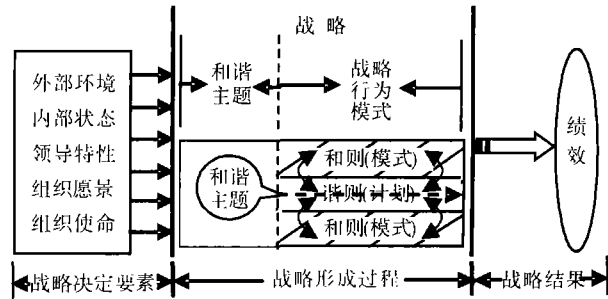 战 略
外部环境
内部状态
领导特性
组织愿景
组织使命
和谐
主题
战略
行为
模式
和谐
主题
和则(模式)
谐则(计划)
和则(模式)
绩
效
战略决定要素
战略形成过程
战略结果